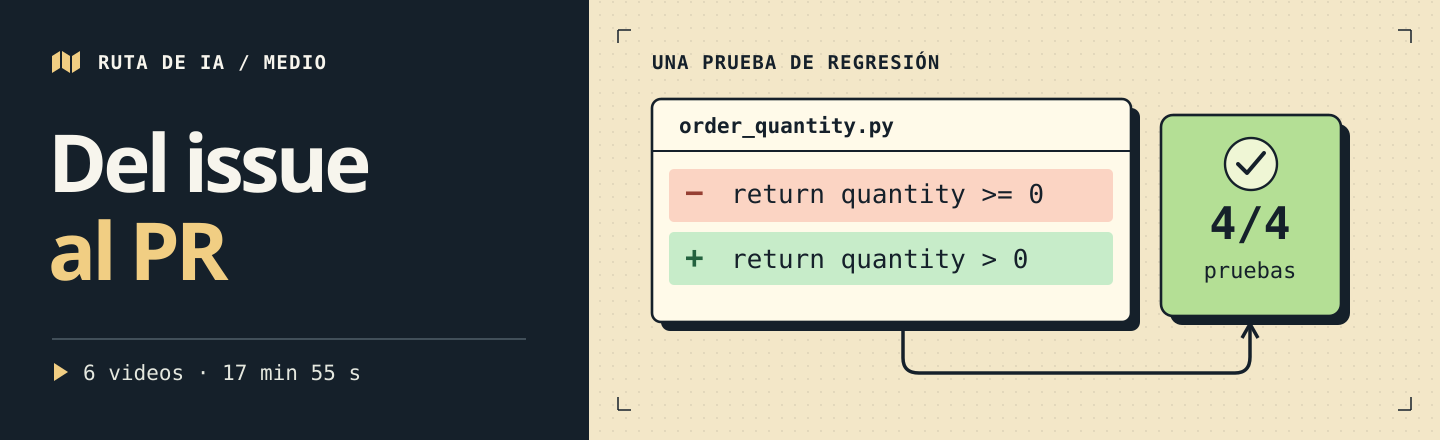 RUTA DE IA / MEDIO
Del issue
al PR
6 videos · 17 min 55 s
UNA PRUEBA DE REGRESIÓN
order_quantity.py
− return quantity >= 0
+ return quantity > 0
4/4
pruebas